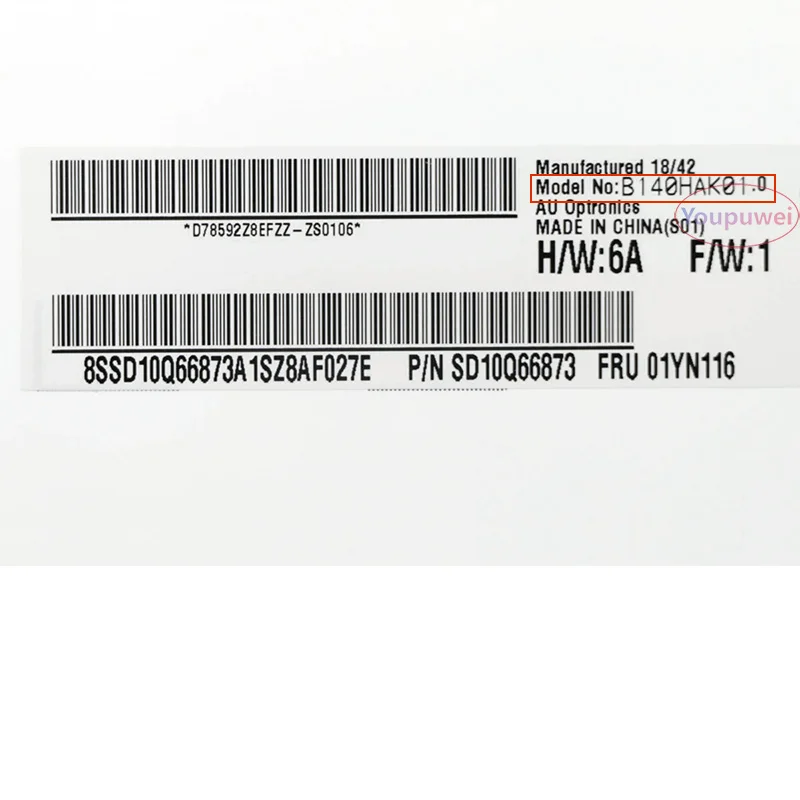 Manufactured 18/42
Model No:B140HAK01.0
AU Optronics
Youpuwei
MADE IN CHINA(S01)
*D78592Z8EFZZ-ZS0106*
H/W:6A F/W:1
8SSD10Q66873A1SZ8AF027E P/N SD10Q66873 FRU 01YN116